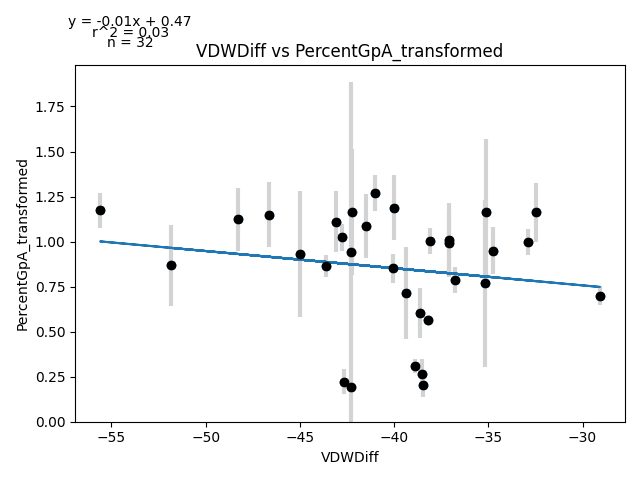 y = -0.01x + 0.47
r^2 = 0.03
n = 32
VDWDiff vs PercentGpA_transformed
PercentGpA_transformed
1.75
1.50
1.25
1.00
0.75
0.50
0.25
0.00
−55 −50 −45 −40 −35 −30
VDWDiff